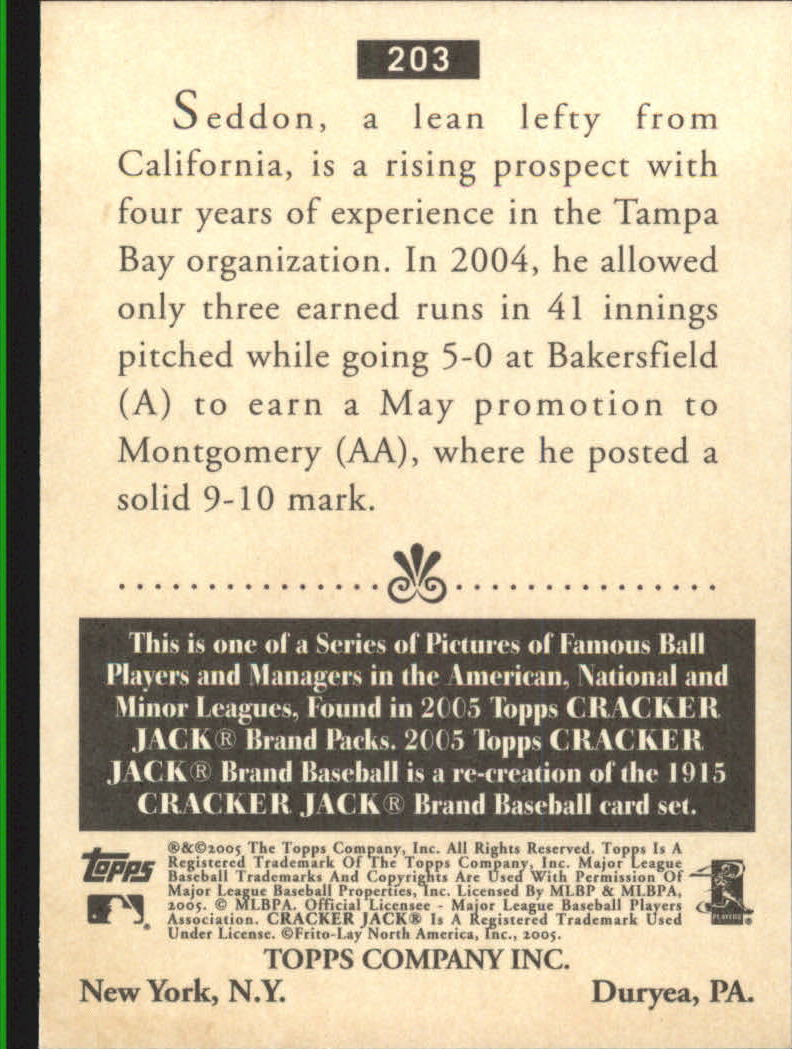 203
Seddon, a lean lefty from
California, is a rising prospect with
four years of experience in the Tampa
Bay organization. In 2004, he allowed
only three earned runs in 41 innings
pitched while going 5-0 at Bakersfield
(A) to earn a May promotion to
Montgomery (AA), where he posted a
solid 9-10 mark.
This is one of a Series of Pictures of Famous Ball
Players and Managers in the American, National and
Minor Leagues, Found in 2005 Topps CRACKER
JACK® Brand Packs. 2005 Topps CRACKER
JACK® Brand Baseball is a re-creation of the 1915
CRACKER JACK® Brand Baseball card set.
Topps
®&©2005 The Topps Company, Inc. All Rights Reserved. Topps Is A
Registered Trademark Of The Topps Company, Inc. Major League
Baseball Trademarks And Copyrights Are Used With Permission Of
Major League Baseball Properties, Inc. Licensed By MLBP & MLBPA,
2005. © MLBPA. Official Licensee - Major League Baseball Players
Association. CRACKER JACK® Is A Registered Trademark Used
Under License. ©Frito-Lay North America, Inc., 2005.
PLAYERS
TOPPS COMPANY INC.
New York, N.Y. Duryea, PA.